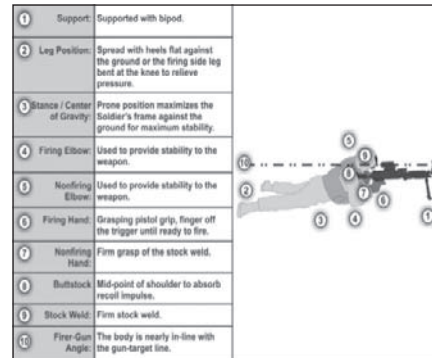 1 Support: Supported with bipod.
2 Leg Position: Spread with heels flat against
the ground or the firing side leg
bent at the knee to relieve
pressure.
3 Stance / Center Prone position maximizes the
of Gravity: Soldier's frame against the
ground for maximum stability.
4 Firing Elbow: Used to provide stability to the
weapon.
5 Nonfiring Used to provide stability to the
Elbow: weapon.
6 Firing Hand: Grasping pistol grip, finger off
the trigger until ready to fire.
7 Nonfiring Firm grasp of the stock weld.
Hand:
8 Buttstock Mid-point of shoulder to absorb
recoil impulse.
9 Stock Weld: Firm stock weld.
10 Firer-Gun The body is nearly in-line with
Angle: the gun-target line.
5
9
10
8
2
7
6
3
4
1